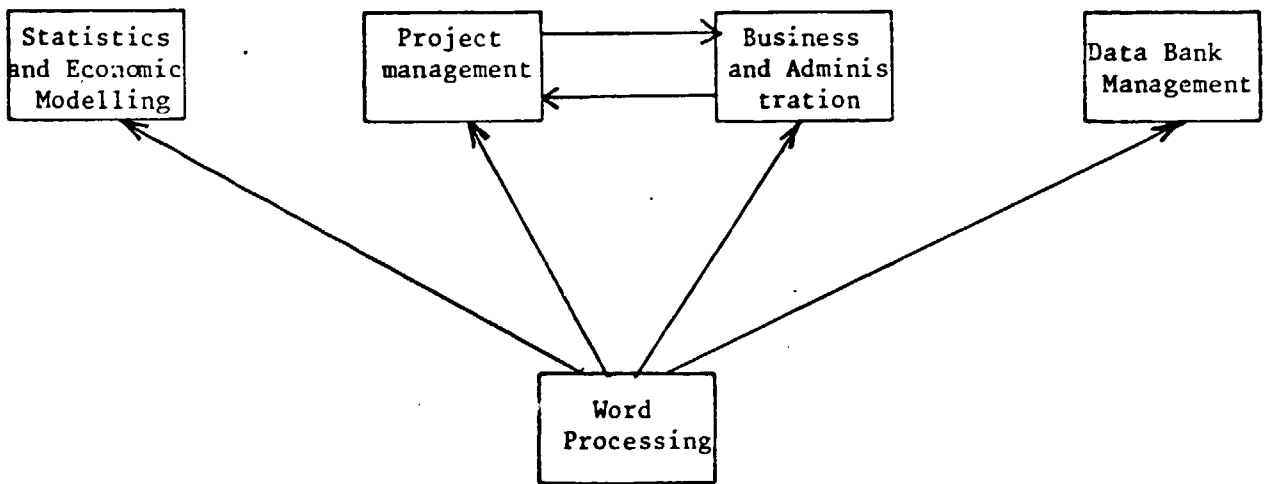 Statistics
and Economic
Modelling
Project
management
Business
and Adminis
tration
Data Bank
Management
Word
Processing